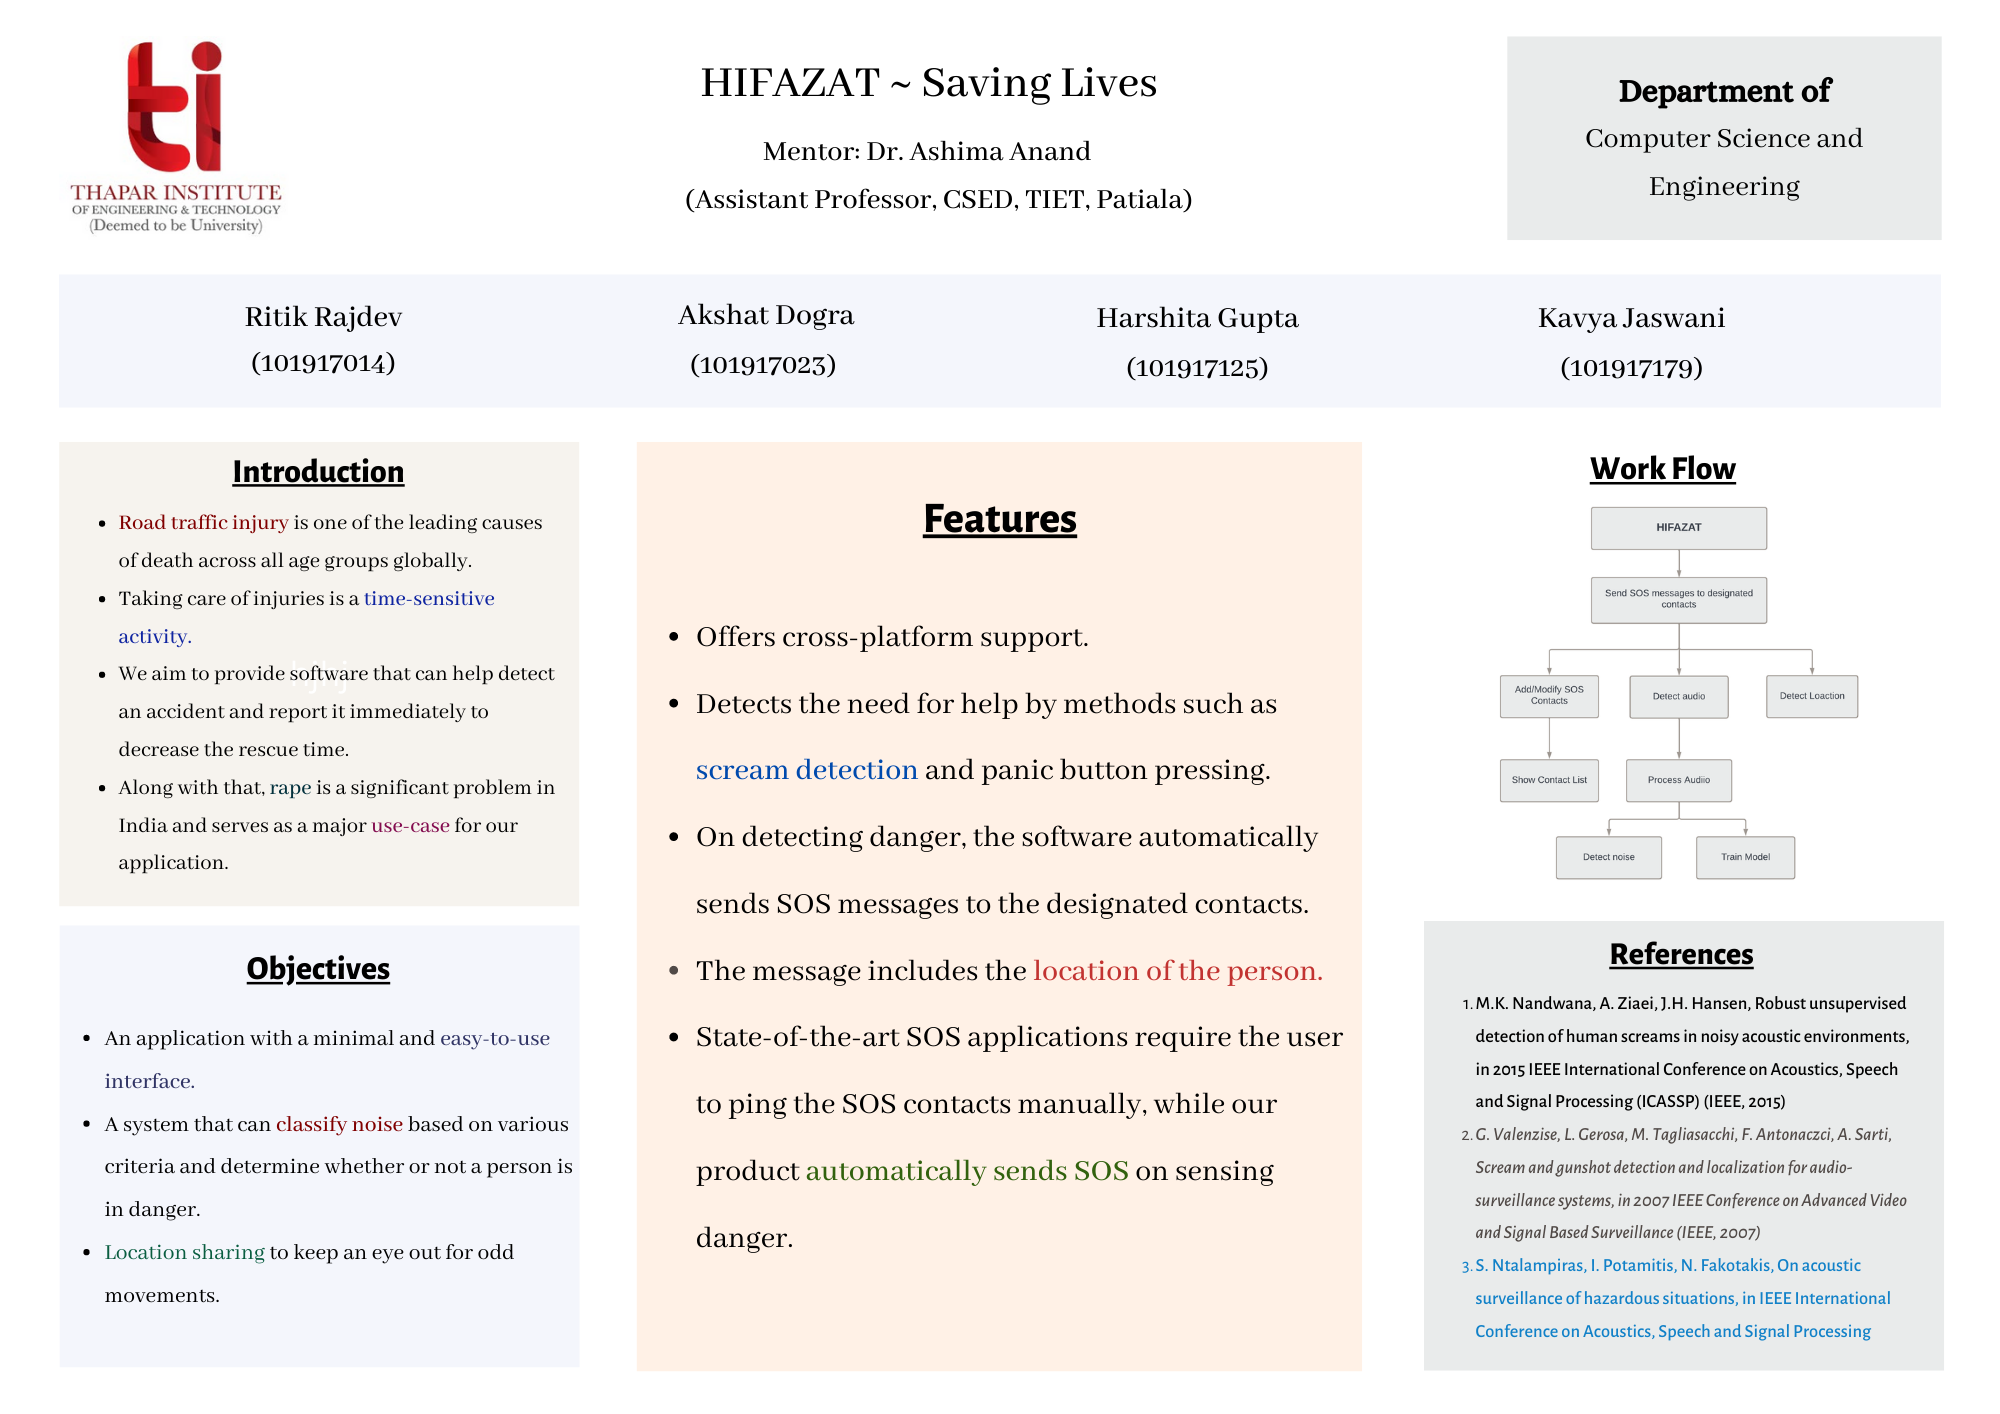 THAPAR INSTITUTE
OF ENGINEERING & TECHNOLOGY
(Deemed to be University)
HIFAZAT ~ Saving Lives
Mentor: Dr. Ashima Anand
(Assistant Professor, CSED, TIET, Patiala)
Department of
Computer Science and
Engineering
Ritik Rajdev
(101917014)
Akshat Dogra
(101917023)
Harshita Gupta
(101917125)
Kavya Jaswani
(101917179)
Introduction
• Road traffic injury is one of the leading causes
of death across all age groups globally.
• Taking care of injuries is a time-sensitive
activity.
• We aim to provide software that can help detect
an accident and report it immediately to
decrease the rescue time.
• Along with that, rape is a significant problem in
India and serves as a major use-case for our
application.
Objectives
• An application with a minimal and easy-to-use
interface.
• A system that can classify noise based on various
criteria and determine whether or not a person is
in danger.
• Location sharing to keep an eye out for odd
movements.
Features
• Offers cross-platform support.
• Detects the need for help by methods such as
scream detection and panic button pressing.
• On detecting danger, the software automatically
sends SOS messages to the designated contacts.
• The message includes the location of the person.
• State-of-the-art SOS applications require the user
to ping the SOS contacts manually, while our
product automatically sends SOS on sensing
danger.
Work Flow
HIFAZAT
Send SOS messages to designated
contacts
Add/Modify SOS
Contacts
Detect audio
Detect Loaction
Show Contact List
Process Audiio
Detect noise
Train Model
References
1. M.K. Nandwana, A. Ziaei, J.H. Hansen, Robust unsupervised
detection of human screams in noisy acoustic environments,
in 2015 IEEE International Conference on Acoustics, Speech
and Signal Processing (ICASSP) (IEEE, 2015)
2. G. Valenzise, L. Gerosa, M. Tagliasacchi, F. Antonaczci, A. Sarti,
Scream and gunshot detection and localization for audio-
surveillance systems, in 2007 IEEE Conference on Advanced Video
and Signal Based Surveillance (IEEE, 2007)
3. S. Ntalampiras, I. Potamitis, N. Fakotakis, On acoustic
surveillance of hazardous situations, in IEEE International
Conference on Acoustics, Speech and Signal Processing